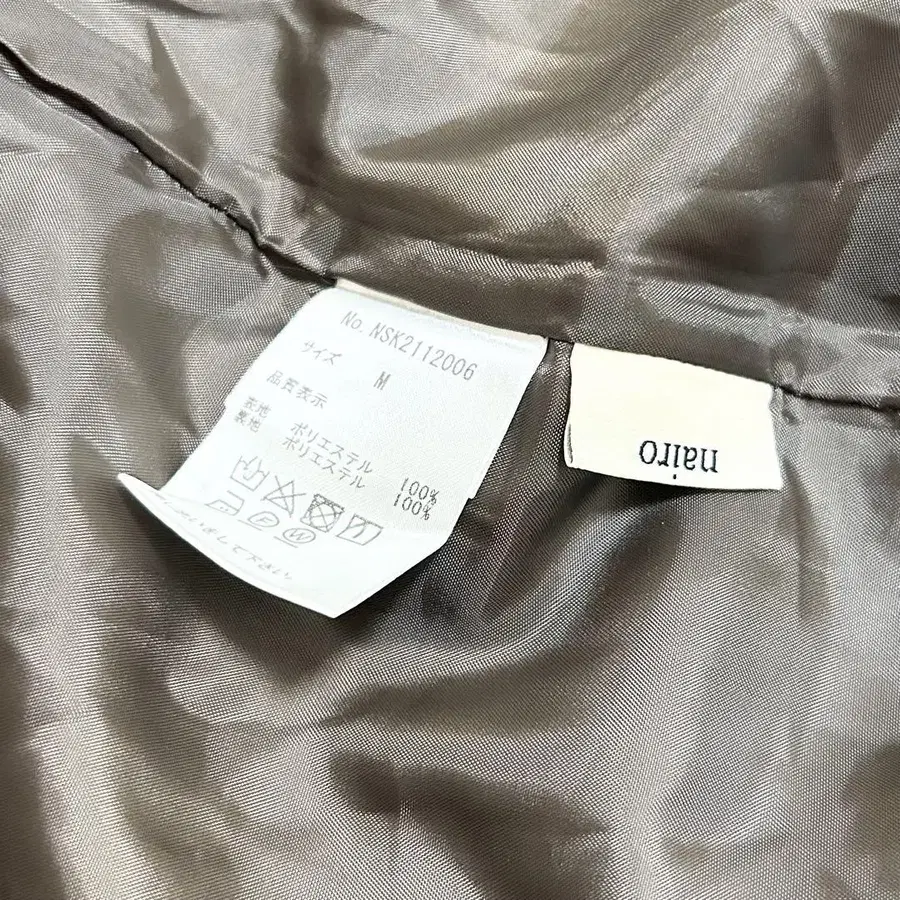 No. NSK2112006
サイズ M
品質表示
表地 ポリエステル 100%
裏地 ポリエステル 100%
nairo